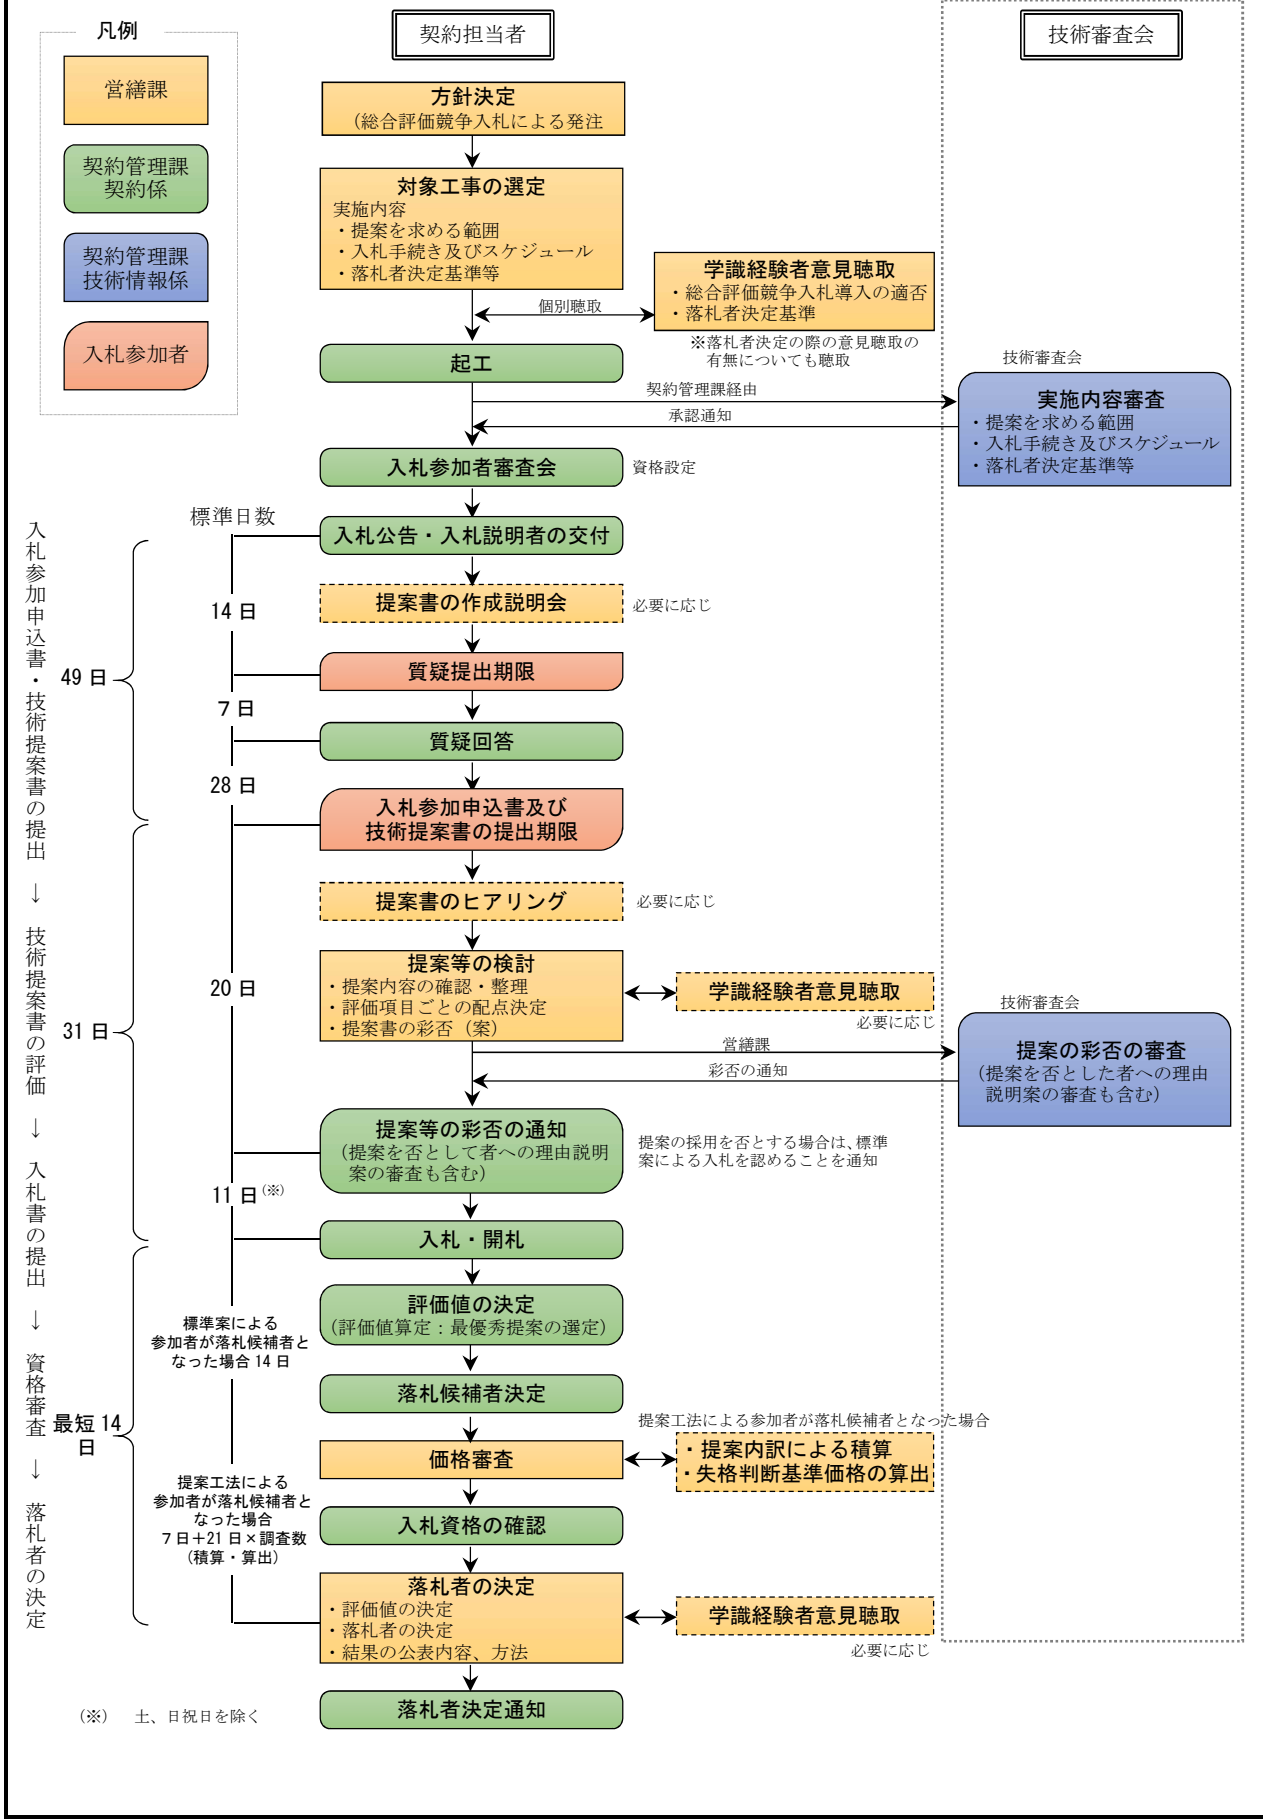 凡例
営繕課
契約管理課
契約係
契約管理課
技術情報係
入札参加者
契約担当者
技術審査会
方針決定
(総合評価競争入札による発注
対象工事の選定
実施内容
・提案を求める範囲
・入札手続き及びスケジュール
・落札者決定基準等
学識経験者意見聴取
・総合評価競争入札導入の適否
・落札者決定基準
個別聴取
※落札者決定の際の意見聴取の
有無についても聴取
起工
技術審査会
契約管理課経由
承認通知
実施内容審査
・提案を求める範囲
・入札手続き及びスケジュール
・落札者決定基準等
入札参加者審査会
資格設定
標準日数
入札公告・入札説明者の交付
14 日
提案書の作成説明会
必要に応じ
49 日
質疑提出期限
7 日
質疑回答
28 日
入札参加申込書及び
技術提案書の提出期限
提案書のヒアリング
必要に応じ
20 日
提案等の検討
・提案内容の確認・整理
・評価項目ごとの配点決定
・提案書の彩否（案）
学識経験者意見聴取
必要に応じ
31 日
技術審査会
営繕課
彩否の通知
提案の彩否の審査
(提案を否とした者への理由
説明案の審査も含む)
提案等の彩否の通知
(提案を否として者への理由説明
案の審査も含む)
提案の採用を否とする場合は､標準
案による入札を認めることを通知
11 日(※)
入札・開札
評価値の決定
(評価値算定：最優秀提案の選定)
標準案による
参加者が落札候補者と
なった場合 14 日
落札候補者決定
最短 14
日
提案工法による参加者が落札候補者となった場合
価格審査
・提案内訳による積算
・失格判断基準価格の算出
提案工法による
参加者が落札候補者と
なった場合
7 日＋21 日×調査数
(積算・算出)
入札資格の確認
落札者の決定
・評価値の決定
・落札者の決定
・結果の公表内容、方法
学識経験者意見聴取
必要に応じ
落札者決定通知
(※) 土、日祝日を除く
入札参加申込書・技術提案書の提出 → 技術提案書の評価 → 入札書の提出 → 資格審査 → 落札者の決定